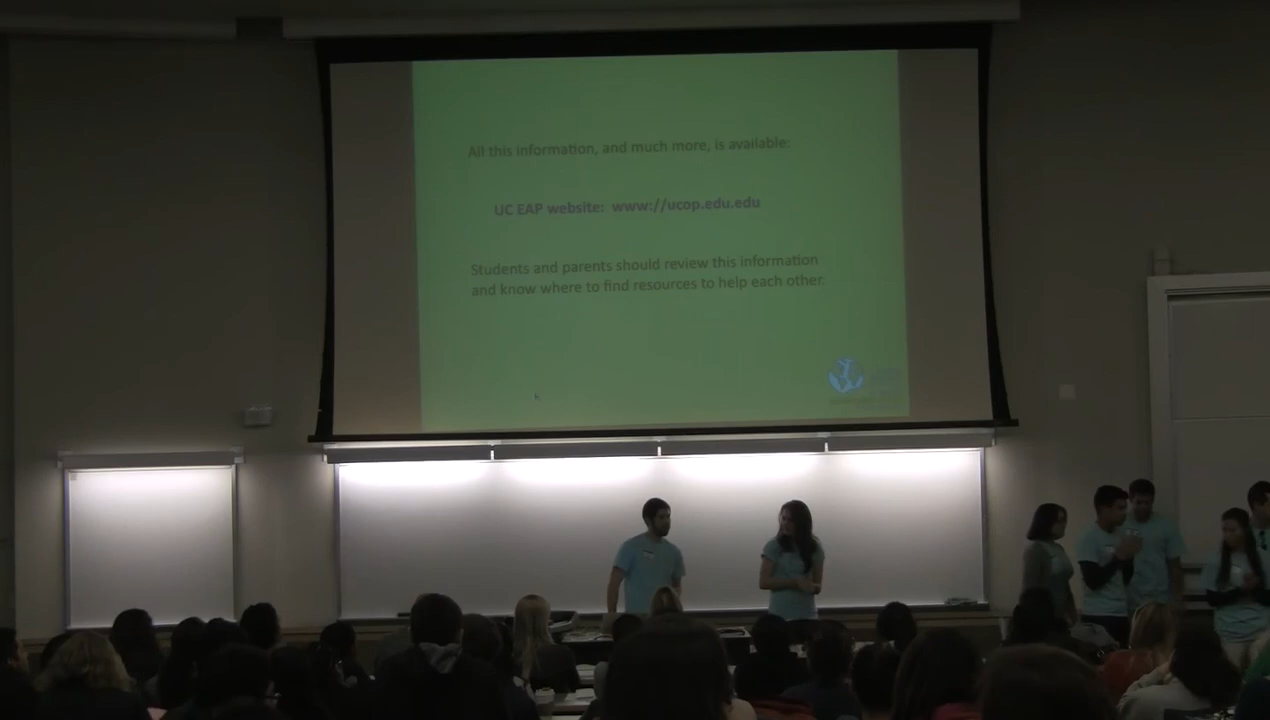 All this information, and much more, is available:
UC EAP website: www://ucop.edu.edu
Students and parents should review this information
and know where to find resources to help each other.